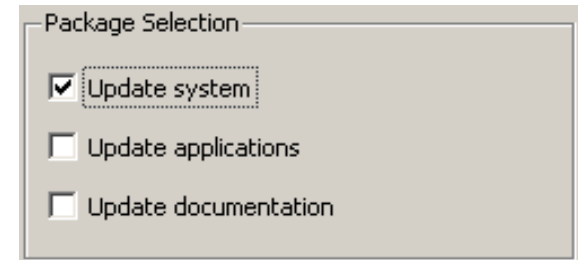 Package Selection
Update system
Update applications
Update documentation